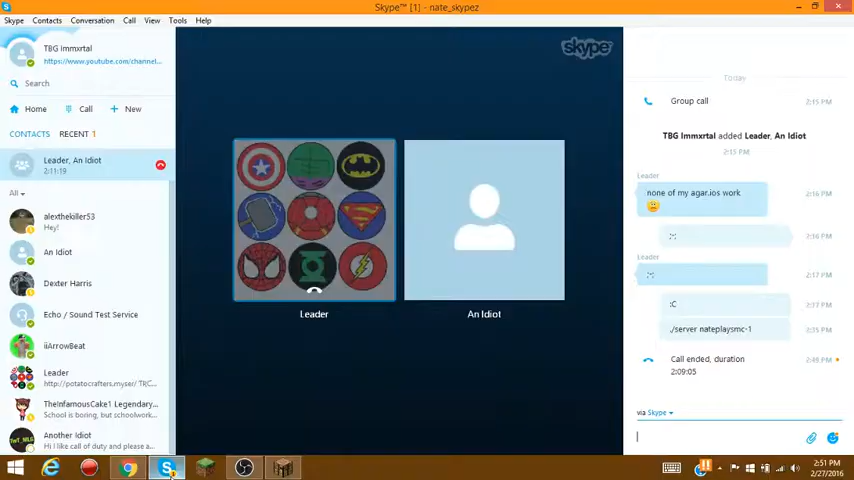 Skype™ [1] - nate_skypez
Skype Contacts Conversation Call View Tools Help
TBG Immxrtal
https://www.youtube.com/channel...
Search
Home Call New
CONTACTS RECENT 1
Leader, An Idiot
2:11:19
All
alexthekiller53
Hey!
An Idiot
Dexter Harris
Echo / Sound Test Service
iiArrowBeat
Leader
http://potatocrafters.my.ser/ TRC...
TheInfamousCake1 Legendary...
School is boring, but schoolwork...
Another Idiot
Hi I like call of duty and please a...
skype
Leader
An Idiot
Today
Group call 2:15 PM
TBG Immxrtal added Leader, An Idiot
2:15 PM
Leader
none of my agar.ios work 2:16 PM
;-; 2:16 PM
Leader
;-; 2:17 PM
;C 2:17 PM
./server nateplaysmc-1 2:35 PM
Call ended, duration 2:49 PM
2:09:05
via Skype
2:51 PM
2/27/2016